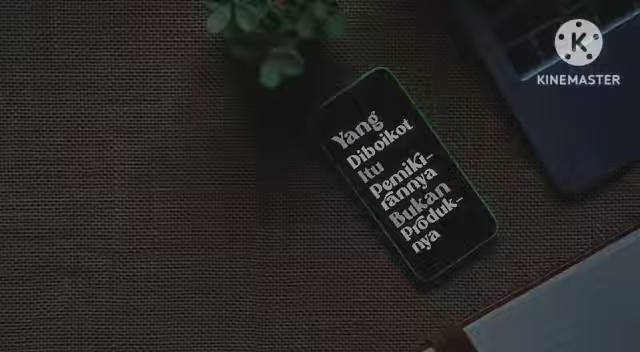 K
KINEMASTER
Yang
Diboikot
Itu
Pemiki-
rannya
Bukan
Produk-
nya